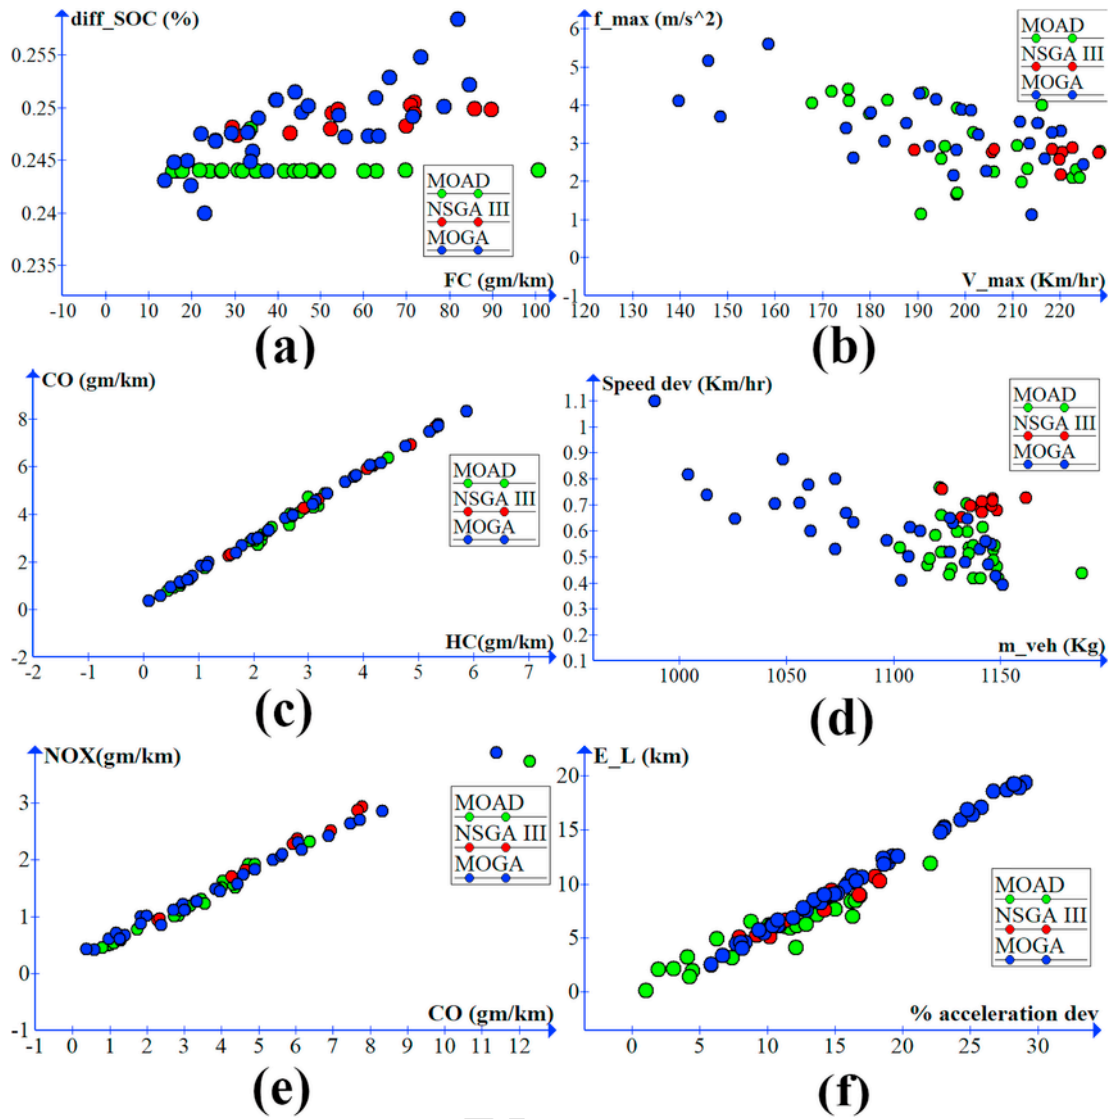 diff_SOC (%)
0.255
0.25
0.245
0.24
0.235
-10 0 10 20 30 40 50 60 70 80 90 100
FC (gm/km)
MOAD
NSGA III
MOGA
(a)
f_max (m/s^2)
6
5
4
3
2
1
0
-1
120 130 140 150 160 170 180 190 200 210 220
V_max (Km/hr)
MOAD
NSGA III
MOGA
(b)
CO (gm/km)
8
6
4
2
0
-2
-2 -1 0 1 2 3 4 5 6 7
HC(gm/km)
MOAD
NSGA III
MOGA
(c)
Speed dev (Km/hr)
1.1
1
0.9
0.8
0.7
0.6
0.5
0.4
0.3
0.2
0.1
1000 1050 1100 1150
m_veh (Kg)
MOAD
NSGA III
MOGA
(d)
NOX(gm/km)
3
2
1
0
-1
-1 0 1 2 3 4 5 6 7 8 9 10 11 12
CO (gm/km)
MOAD
NSGA III
MOGA
(e)
E_L (km)
20
15
10
5
0
0 5 10 15 20 25 30
% acceleration dev
MOAD
NSGA III
MOGA
(f)